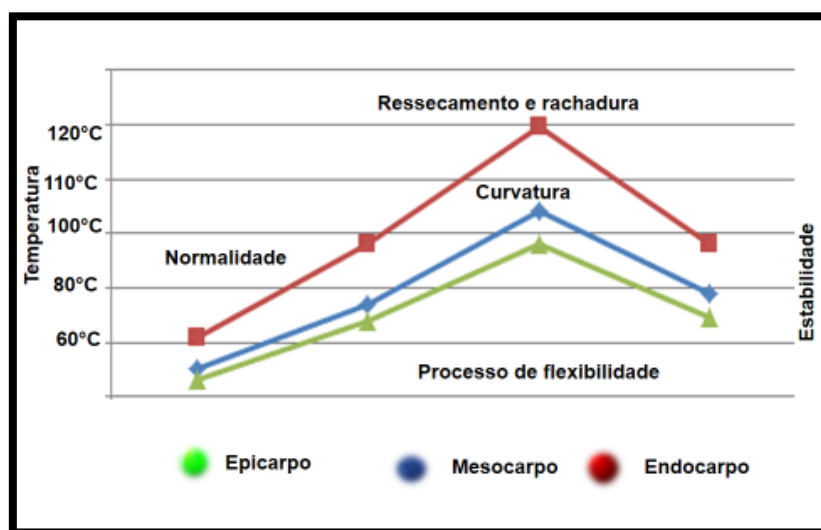 Ressecamento e rachadura
120°C
110°C
Curvatura
100°C
Normalidade
80°C
60°C
Temperatura
Estabilidade
Processo de flexibilidade
Epicarpo
Mesocarpo
Endocarpo